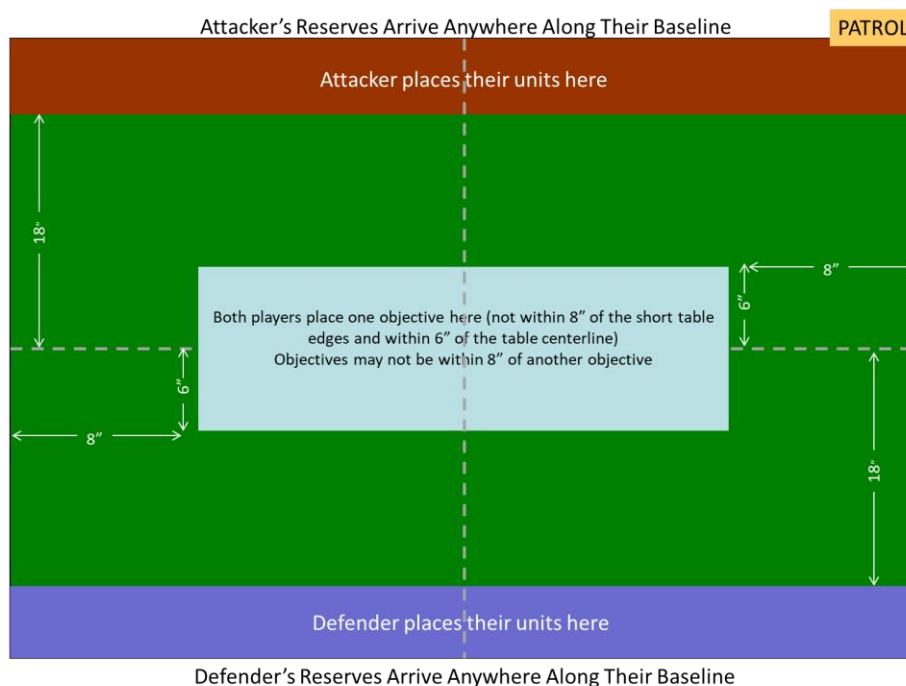 Attacker’s Reserves Arrive Anywhere Along Their Baseline
PATROL
Attacker places their units here
18”
8”
6”
Both players place one objective here (not within 8” of the short table
edges and within 6” of the table centerline)
Objectives may not be within 8” of another objective
6”
8”
18”
Defender places their units here
Defender’s Reserves Arrive Anywhere Along Their Baseline